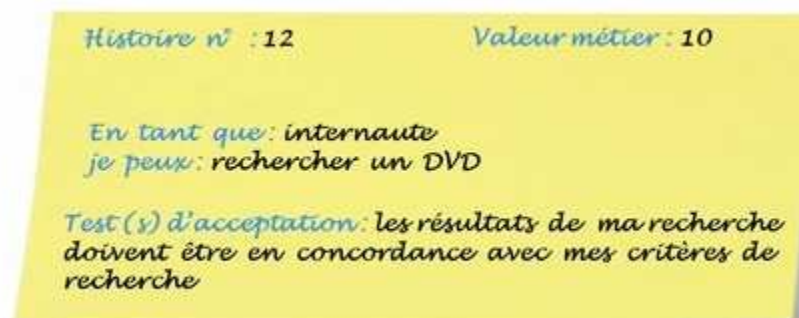 Histoire n° : 12 Valeur métier : 10
En tant que : internaute
je peux : rechercher un DVD
Test(s) d'acceptation : les résultats de ma recherche
doivent être en concordance avec mes critères de
recherche